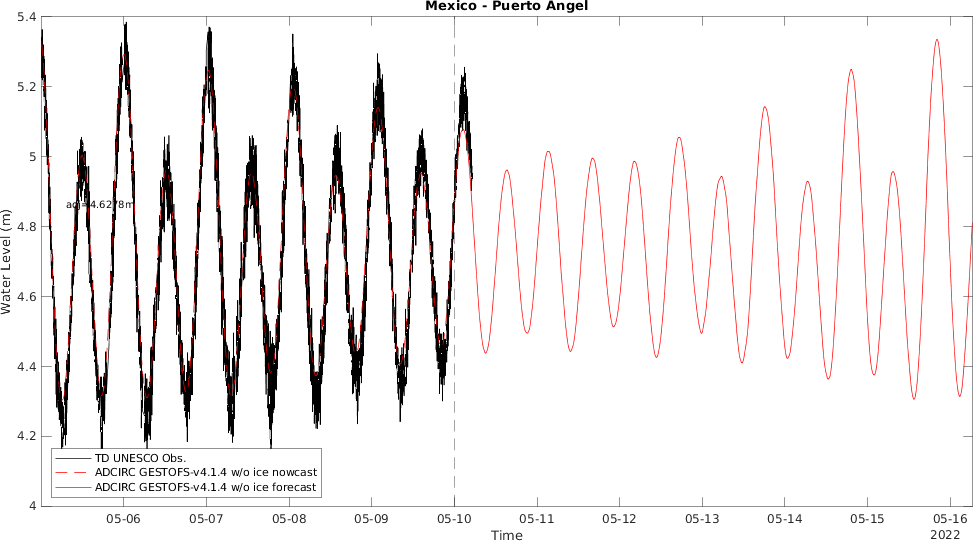 Mexico - Puerto Angel
5.4
5.2
5
4.8
4.6
4.4
4.2
4
Water Level (m)
adj=4.6278m
TD UNESCO Obs.
ADCIRC GESTOFS-v4.1.4 w/o ice nowcast
ADCIRC GESTOFS-v4.1.4 w/o ice forecast
05-06 05-07 05-08 05-09 05-10 05-11 05-12 05-13 05-14 05-15 05-16
Time
2022